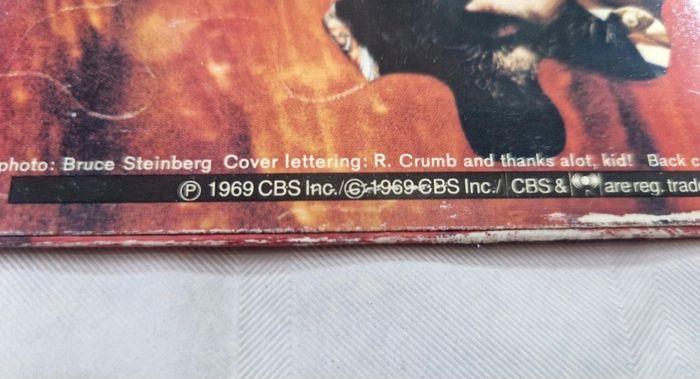 photo: Bruce Steinberg Cover lettering: R. Crumb and thanks alot, kid! Back c
℗ 1969 CBS Inc./© 1969 CBS Inc./ CBS & are reg. trad